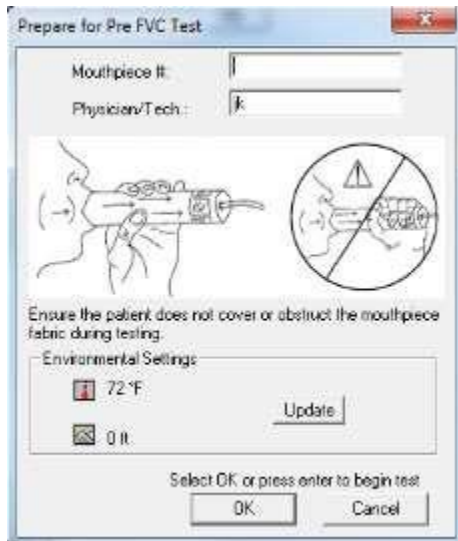 Prepare for Pre FVC Test
Mouthpiece #:
Physician/Tech.: jk
Ensure the patient does not cover or obstruct the mouthpiece
fabric during testing.
Environmental Settings
72 °F
Update
0 ft
Select OK or press enter to begin test
OK Cancel